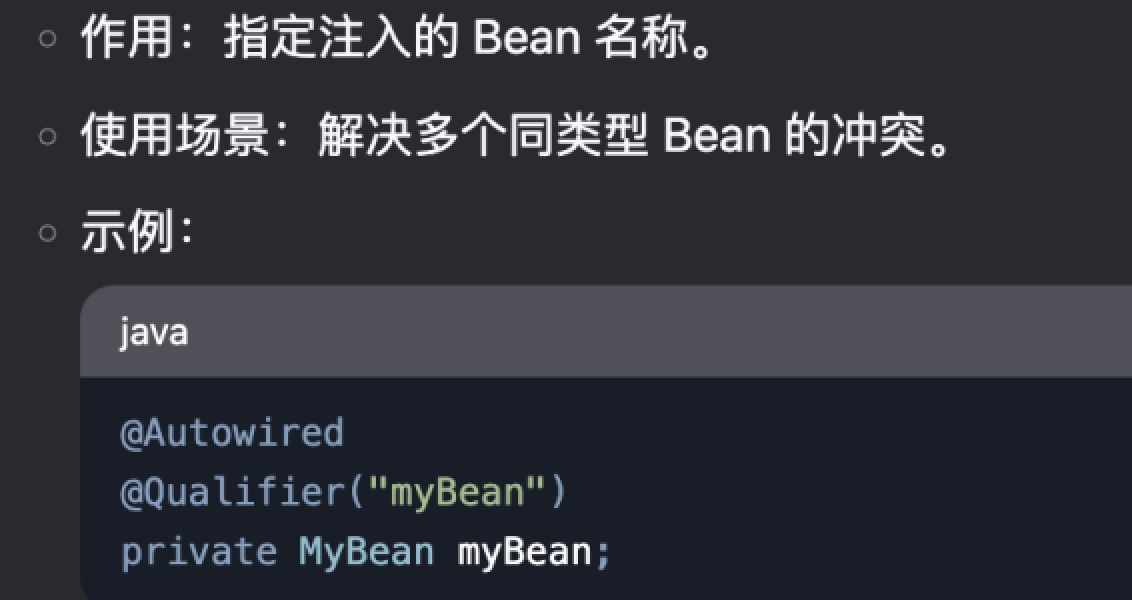 作用：指定注入的 Bean 名称。
使用场景：解决多个同类型 Bean 的冲突。
示例：
java
@Autowired
@Qualifier("myBean")
private MyBean myBean;